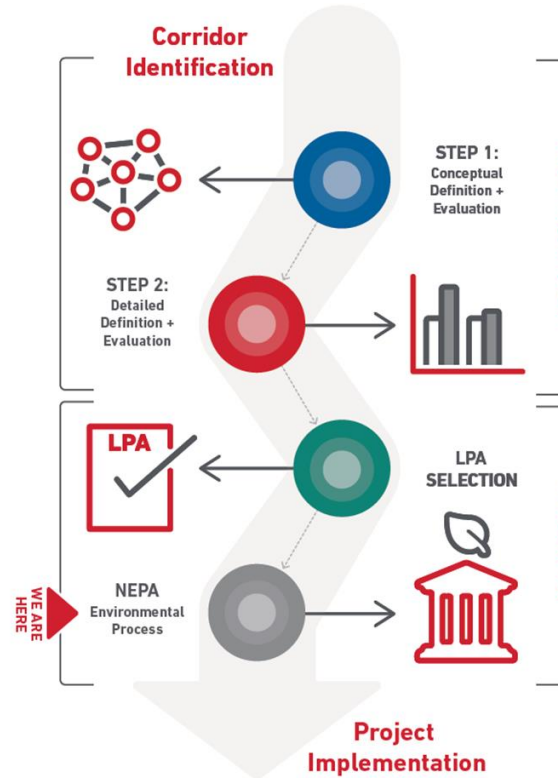 Corridor
Identification
STEP 1:
Conceptual
Definition +
Evaluation
STEP 2:
Detailed
Definition +
Evaluation
LPA
LPA
SELECTION
WE ARE
HERE
NEPA
Environmental
Process
Project
Implementation